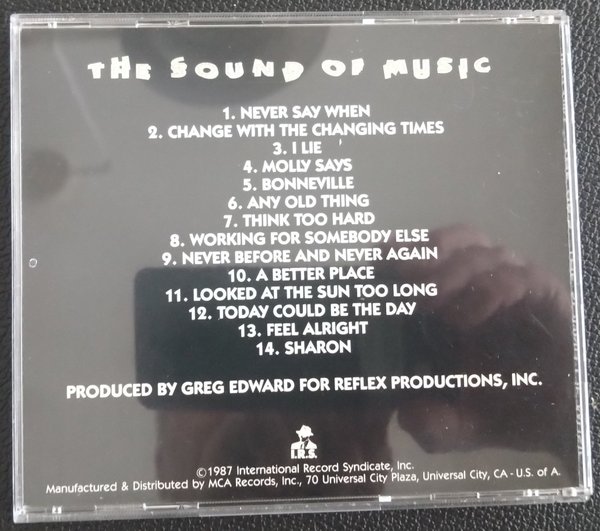 THE SOUND OF MUSIC
1. NEVER SAY WHEN
2. CHANGE WITH THE CHANGING TIMES
3. I LIE
4. MOLLY SAYS
5. BONNEVILLE
6. ANY OLD THING
7. THINK TOO HARD
8. WORKING FOR SOMEBODY ELSE
9. NEVER BEFORE AND NEVER AGAIN
10. A BETTER PLACE
11. LOOKED AT THE SUN TOO LONG
12. TODAY COULD BE THE DAY
13. FEEL ALRIGHT
14. SHARON
PRODUCED BY GREG EDWARD FOR REFLEX PRODUCTIONS, INC.
I.R.S.
©1987 International Record Syndicate, Inc.
Manufactured & Distributed by MCA Records, Inc., 70 Universal City Plaza, Universal City, CA - U.S. of A.